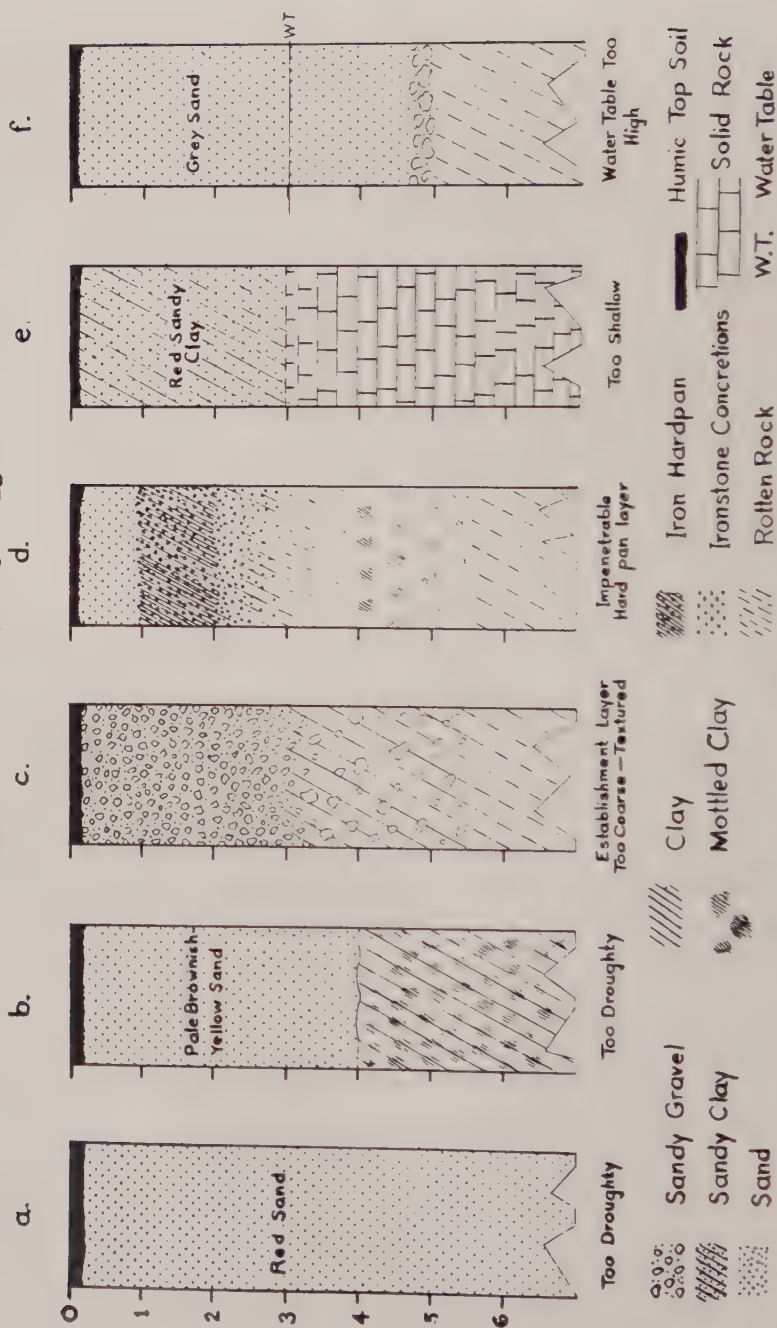 a.
b.
c.
d.
e.
f.
0
1
2
3
4
5
6
Red Sand
Pale Brownish-
Yellow Sand
Red Sandy
Clay
Grey Sand
WT
Too Droughty
Too Droughty
Establishment Layer
Too Coarse-Textured
Impenetrable
Hard pan layer
Too Shallow
Water Table Too
High
Sandy Gravel
Sandy Clay
Sand
Clay
Mottled Clay
Iron Hardpan
Ironstone Concretions
Rotten Rock
Humic Top Soil
Solid Rock
W.T. Water Table